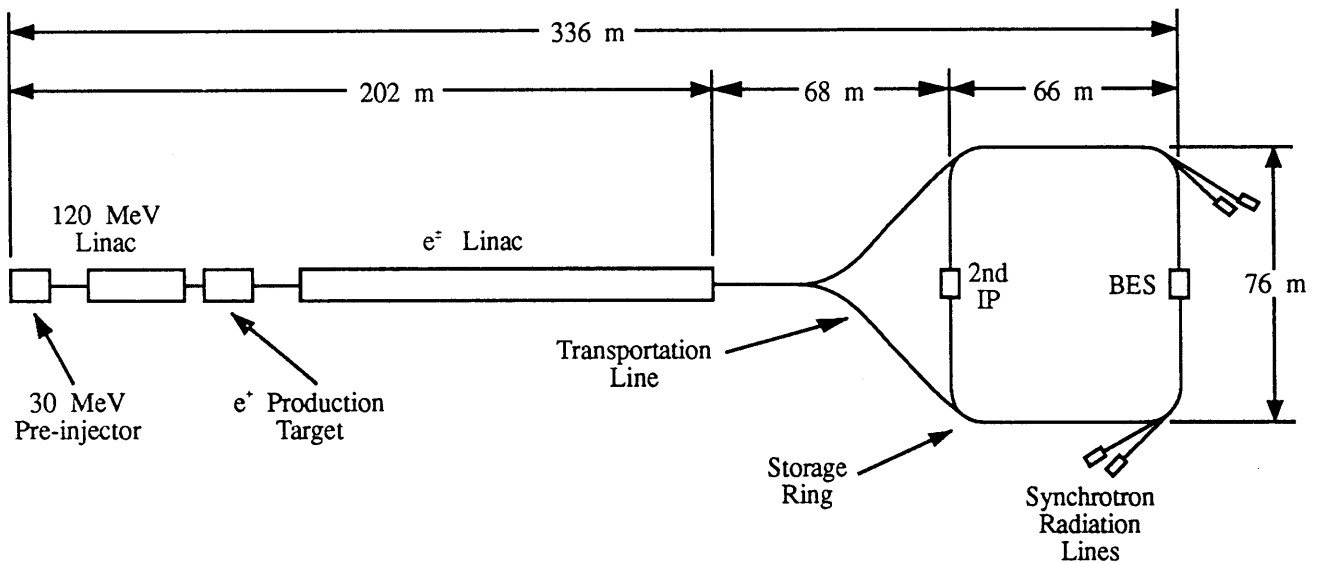 336 m
202 m
68 m
66 m
120 MeV
Linac
e± Linac
2nd
IP
BES
76 m
Transportation
Line
30 MeV
Pre-injector
e⁺ Production
Target
Storage
Ring
Synchrotron
Radiation
Lines